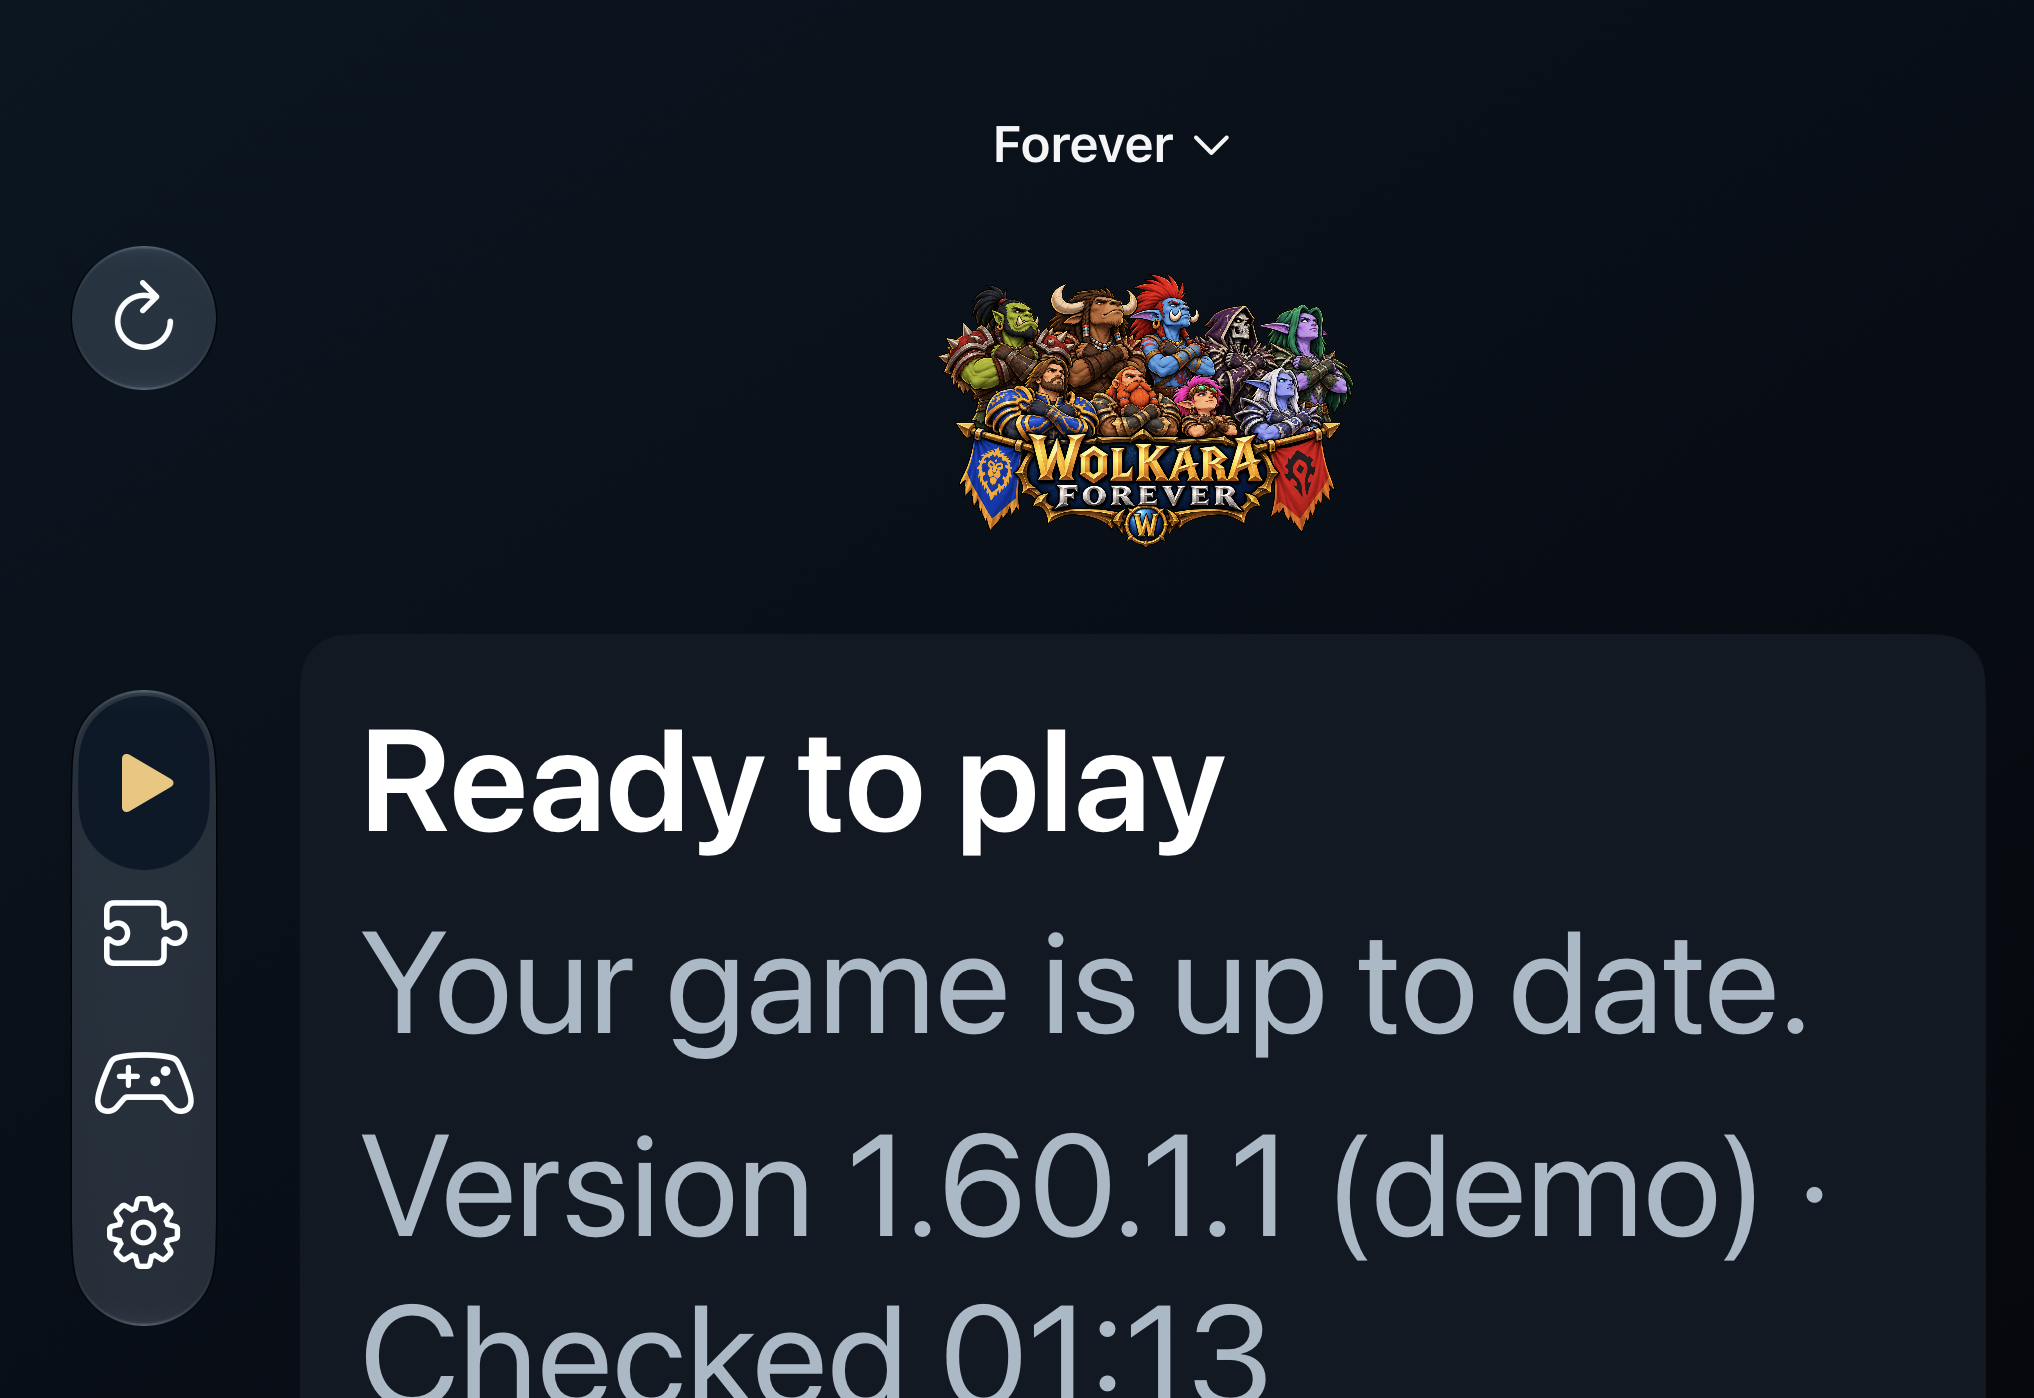 Forever
WOLKARA
FOREVER
W
Ready to play
Your game is up to date.
Version 1.60.1.1 (demo) ·
Checked 01:13